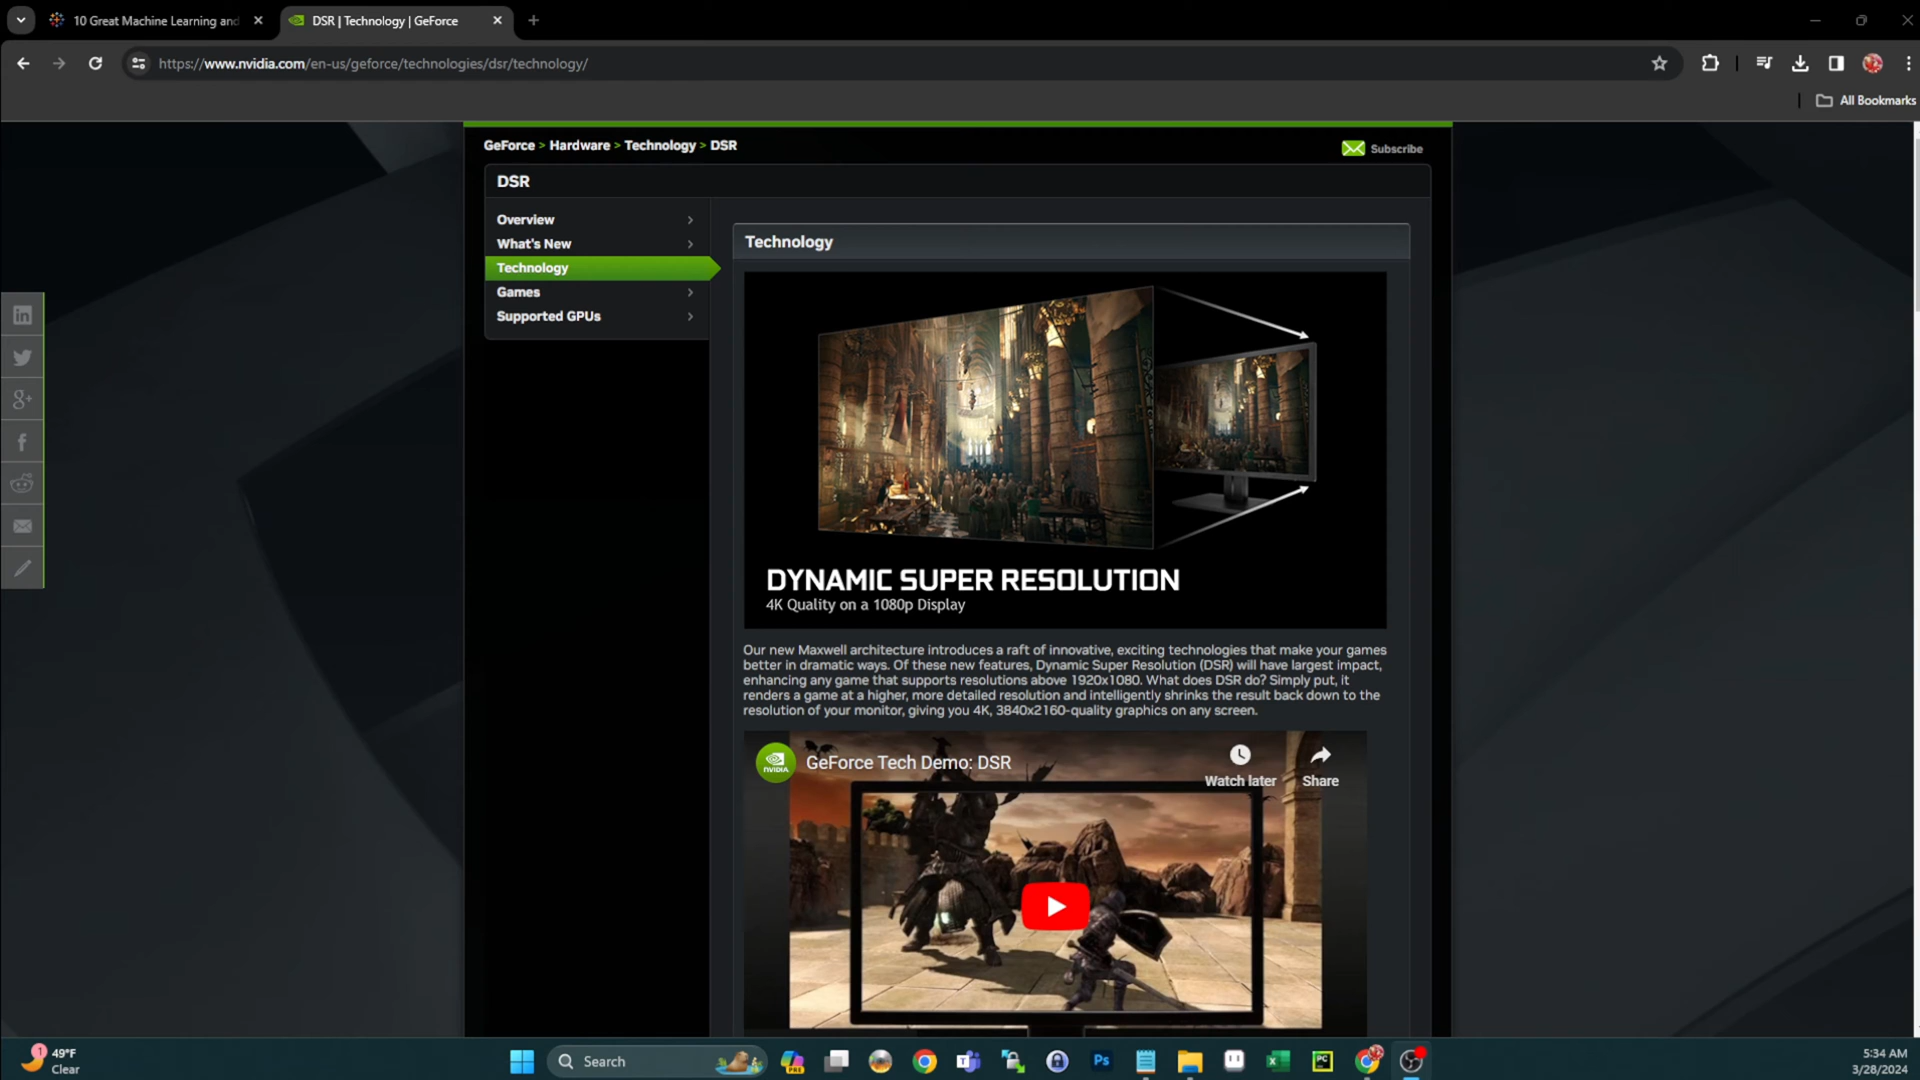 10 Great Machine Learning and
DSR | Technology | GeForce
https://www.nvidia.com/en-us/geforce/technologies/dsr/technology/
All Bookmarks
GeForce > Hardware > Technology > DSR
Subscribe
DSR
Overview
What's New
Technology
Games
Supported GPUs
Technology
DYNAMIC SUPER RESOLUTION
4K Quality on a 1080p Display
Our new Maxwell architecture introduces a raft of innovative, exciting technologies that make your games
better in dramatic ways. Of these new features, Dynamic Super Resolution (DSR) will have largest impact,
enhancing any game that supports resolutions above 1920x1080. What does DSR do? Simply put, it
renders a game at a higher, more detailed resolution and intelligently shrinks the result back down to the
resolution of your monitor, giving you 4K, 3840x2160-quality graphics on any screen.
NVIDIA
GeForce Tech Demo: DSR
Watch later
Share
1
49°F
Clear
Search
PRE
Ps
PC
5:34 AM
3/28/2024